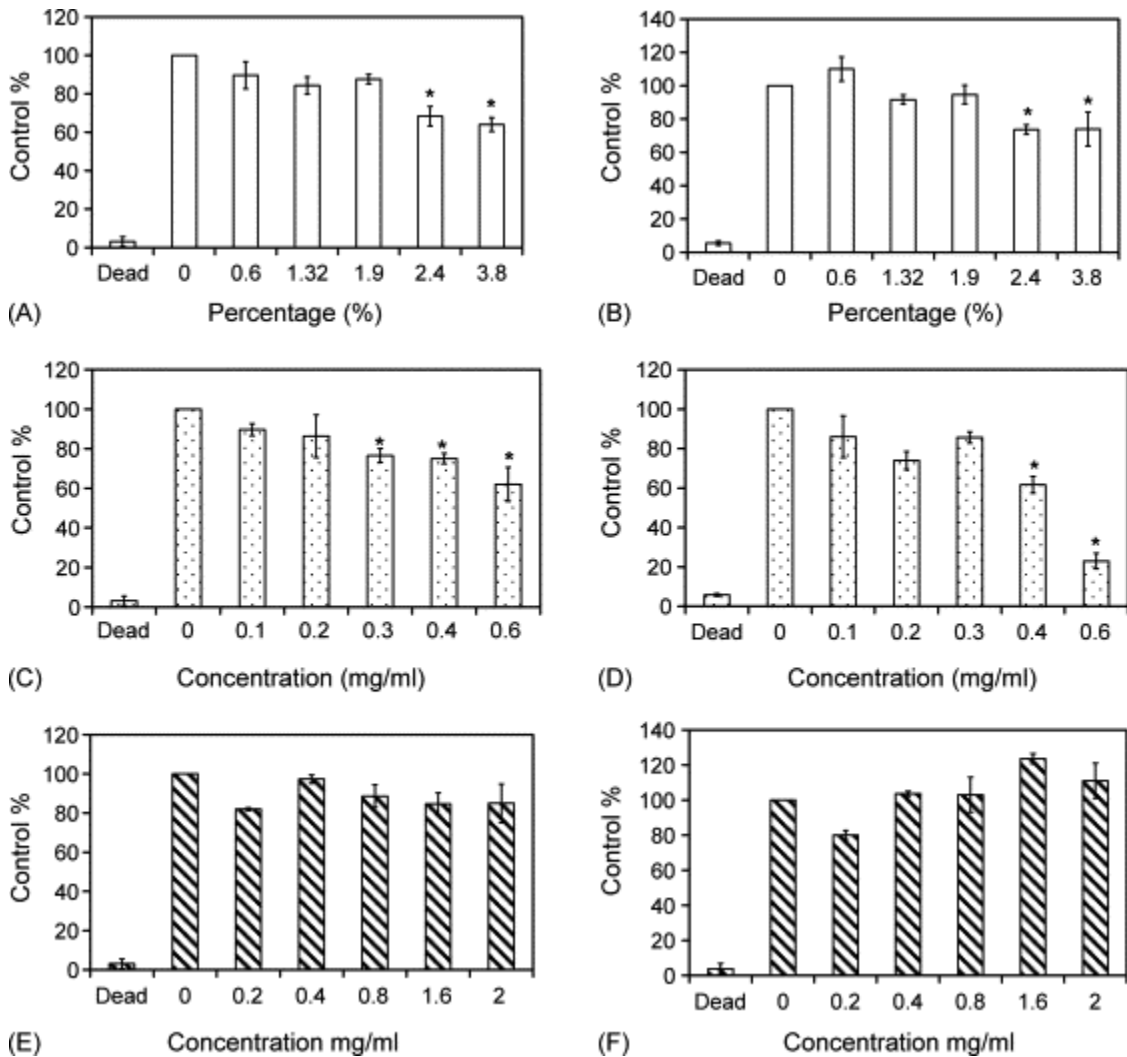 120
100
80
60
40
20
0
Control %
*
*
Dead 0 0.6 1.32 1.9 2.4 3.8
(A) Percentage (%)
140
120
100
80
60
40
20
0
Control %
*
*
Dead 0 0.6 1.32 1.9 2.4 3.8
(B) Percentage (%)
120
100
80
60
40
20
0
Control %
*
*
*
Dead 0 0.1 0.2 0.3 0.4 0.6
(C) Concentration (mg/ml)
120
100
80
60
40
20
0
Control %
*
*
Dead 0 0.1 0.2 0.3 0.4 0.6
(D) Concentration (mg/ml)
120
100
80
60
40
20
0
Control %
Dead 0 0.2 0.4 0.8 1.6 2
(E) Concentration mg/ml
140
120
100
80
60
40
20
0
Control %
Dead 0 0.2 0.4 0.8 1.6 2
(F) Concentration mg/ml